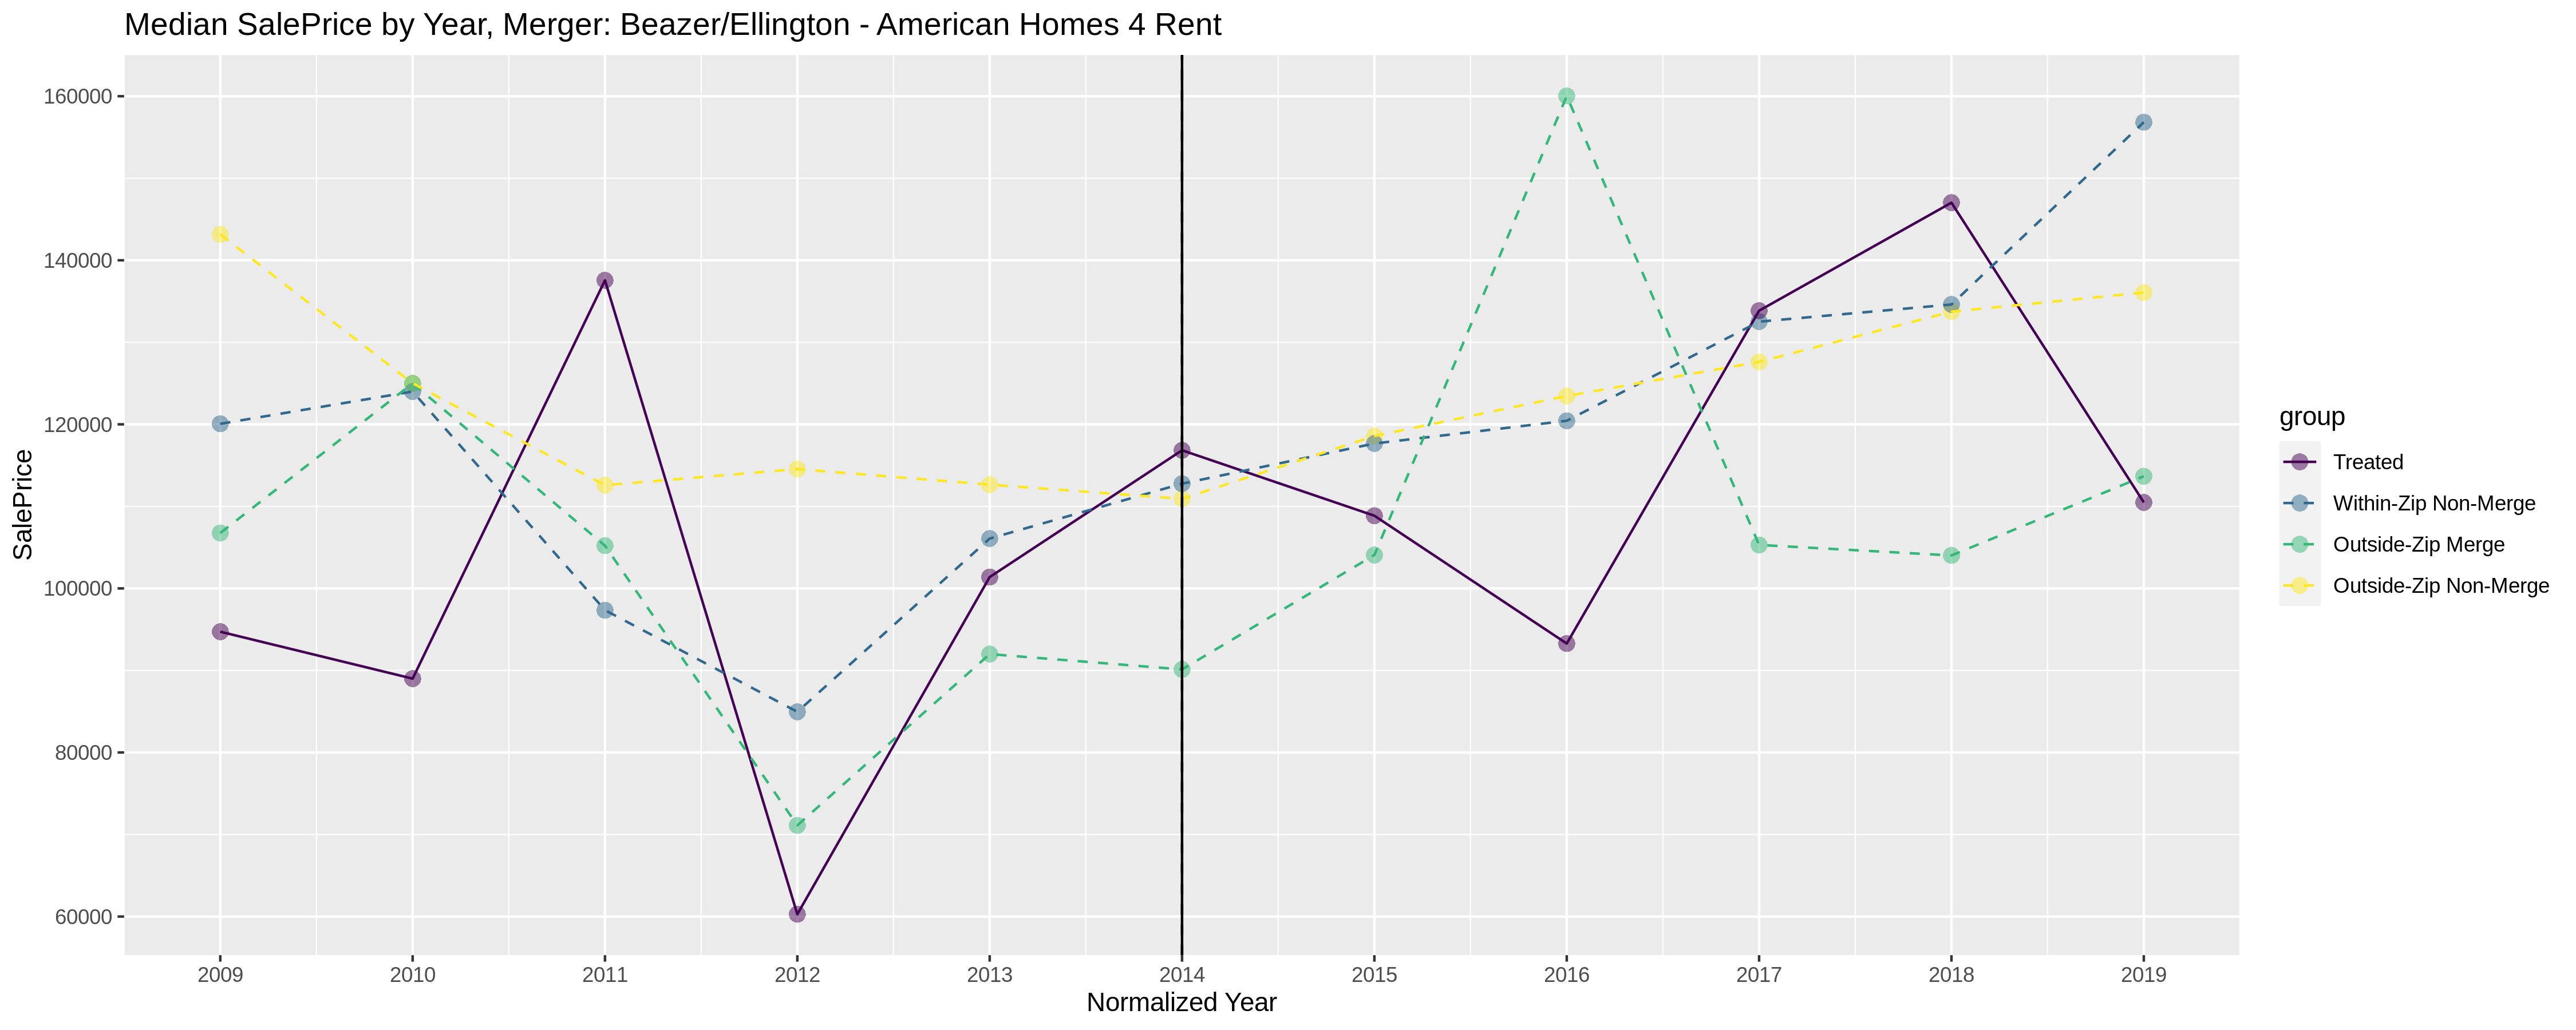 Median SalePrice by Year, Merger: Beazer/Ellington - American Homes 4 Rent
SalePrice
160000
140000
120000
100000
80000
60000
2009 2010 2011 2012 2013 2014 2015 2016 2017 2018 2019
Normalized Year
group
Treated
Within-Zip Non-Merge
Outside-Zip Merge
Outside-Zip Non-Merge